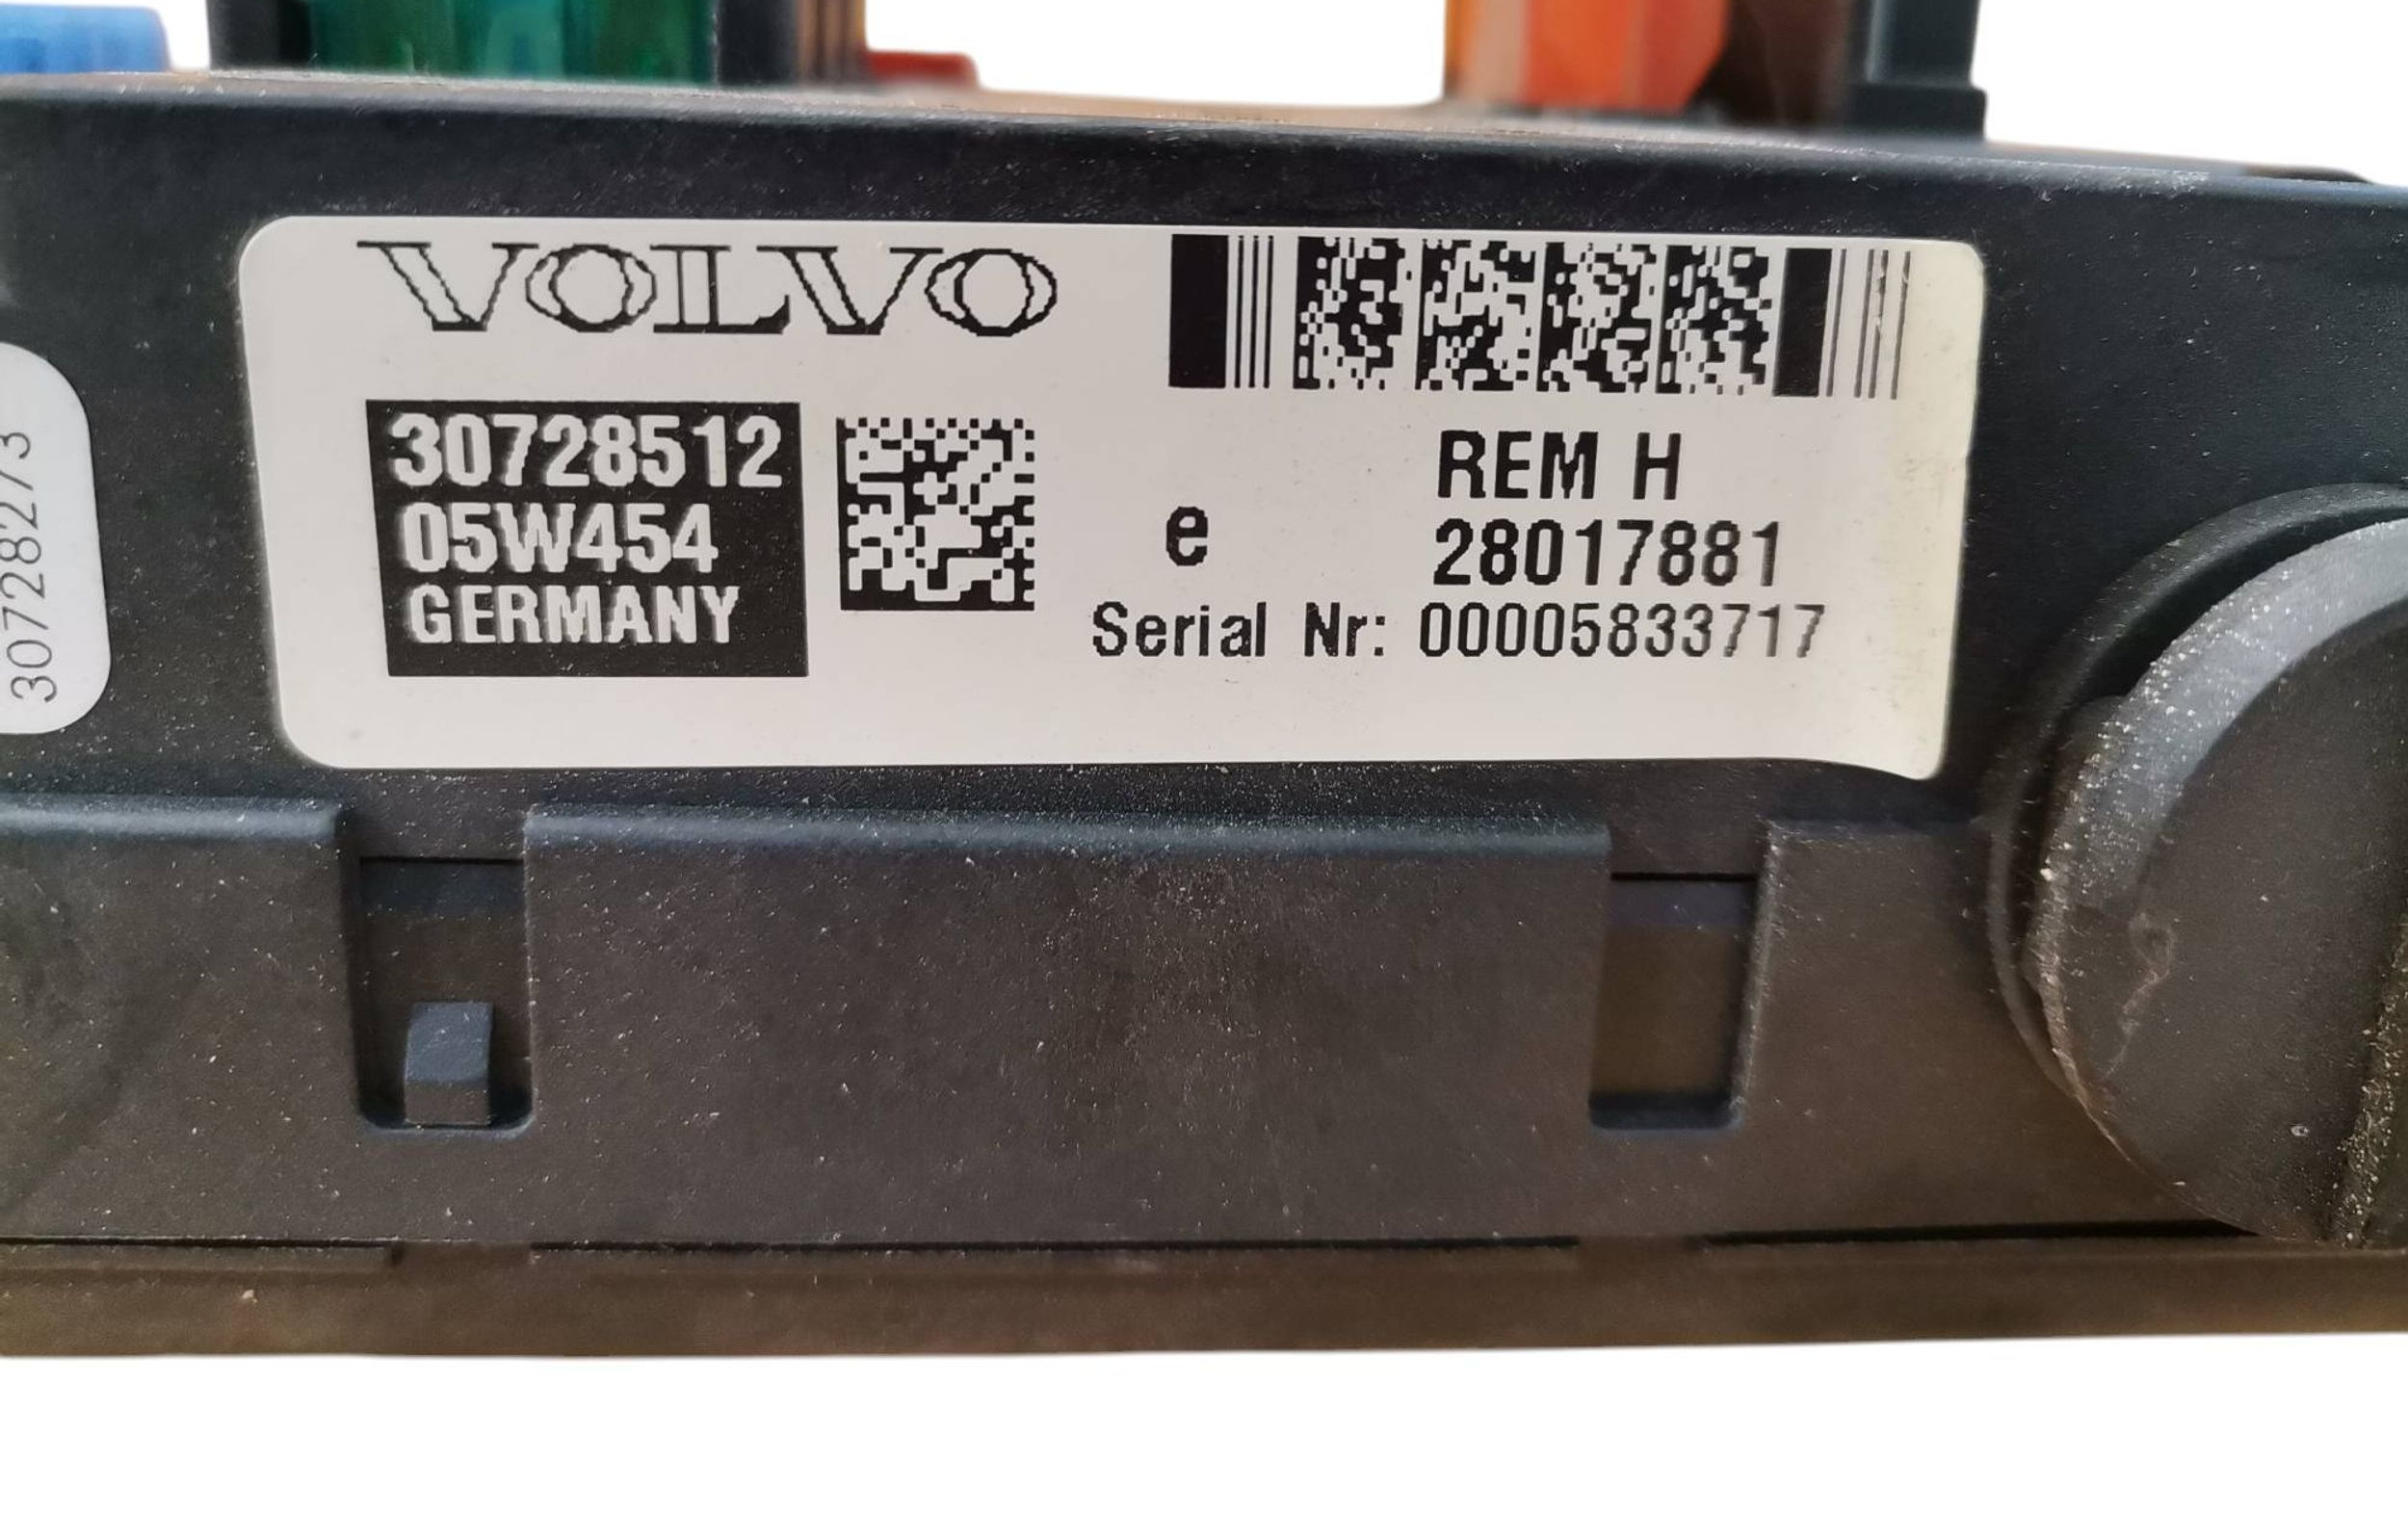 VOLVO
30728512
05W454
GERMANY
e
REM H
28017881
Serial Nr: 00005833717
30728273